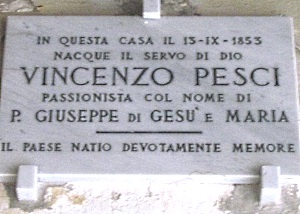 IN QUESTA CASA IL 13-IX-1853
NACQUE IL SERVO DI DIO
VINCENZO PESCI
PASSIONISTA COL NOME DI
P. GIUSEPPE DI GESU' E MARIA
IL PAESE NATIO DEVOTAMENTE MEMORE